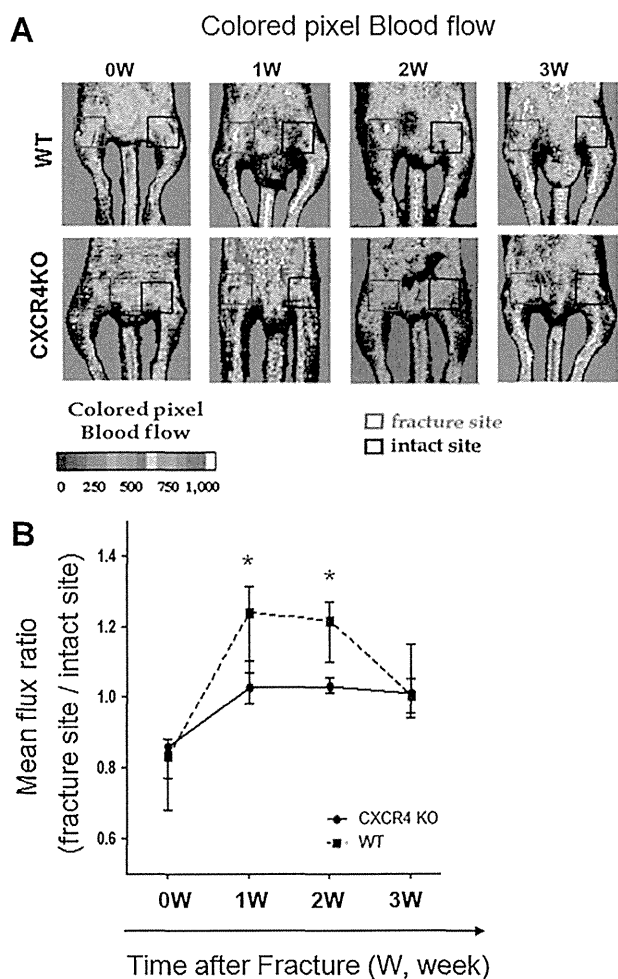 A
Colored pixel Blood flow
0W 1W 2W 3W
WT
CXCR4KO
Colored pixel
Blood flow
0 250 500 750 1,000
fracture site
intact site
B
Mean flux ratio
(fracture site / intact site)
1.4
1.2
1.0
0.8
0.6
* *
CXCR4 KO
WT
0W 1W 2W 3W
Time after Fracture (W, week)